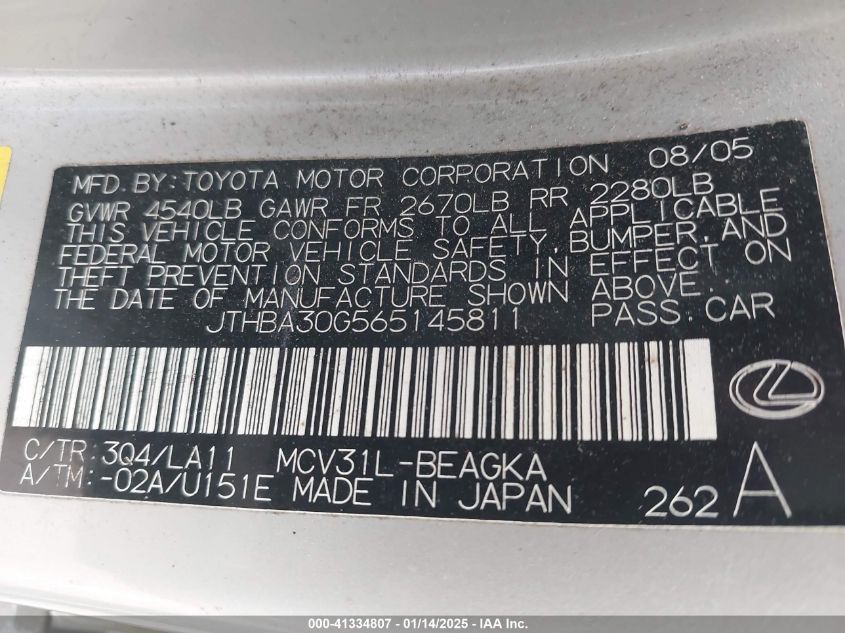 MFD. BY: TOYOTA MOTOR CORPORATION 08/05
GVWR 4540LB GAWR FR 2670LB RR 2280LB
THIS VEHICLE CONFORMS TO ALL APPLICABLE
FEDERAL MOTOR VEHICLE SAFETY, BUMPER, AND
THEFT PREVENTION STANDARDS IN EFFECT ON
THE DATE OF MANUFACTURE SHOWN ABOVE.
JTHBA30G565145811 PASS. CAR
C/TR: 3Q4/LA11 MCV31L-BEAGKA
A/TM: -02A/U151E MADE IN JAPAN 262 A
000-41334807 - 01/14/2025 - IAA Inc.